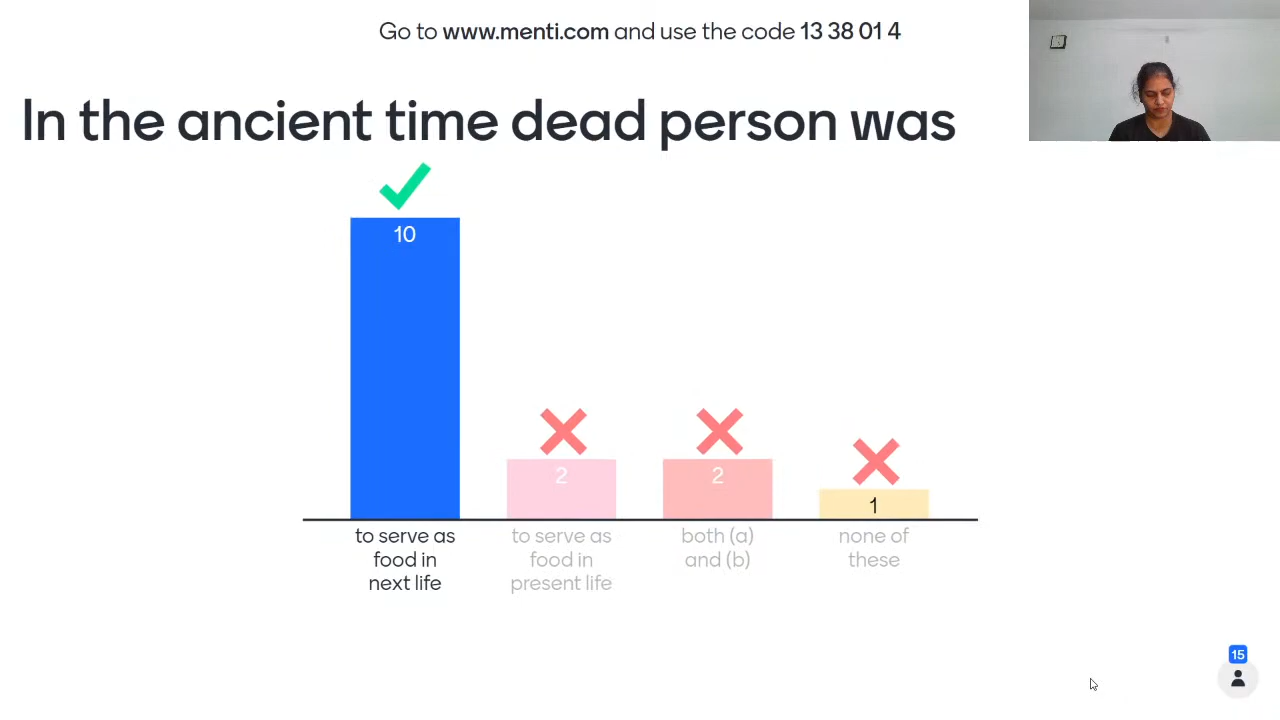 Go to www.menti.com and use the code 13 38 01 4
In the ancient time dead person was
10
2
2
1
to serve as
food in
next life
to serve as
food in
present life
both (a)
and (b)
none of
these
15